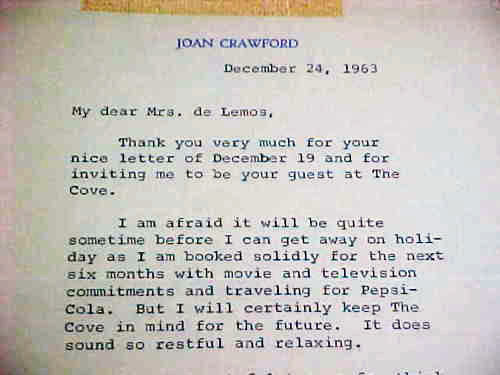 JOAN CRAWFORD
December 24, 1963
My dear Mrs. de Lemos,
Thank you very much for your
nice letter of December 19 and for
inviting me to be your guest at The
Cove.
I am afraid it will be quite
sometime before I can get away on holi-
day as I am booked solidly for the next
six months with movie and television
commitments and traveling for Pepsi-
Cola. But I will certainly keep The
Cove in mind for the future. It does
sound so restful and relaxing.